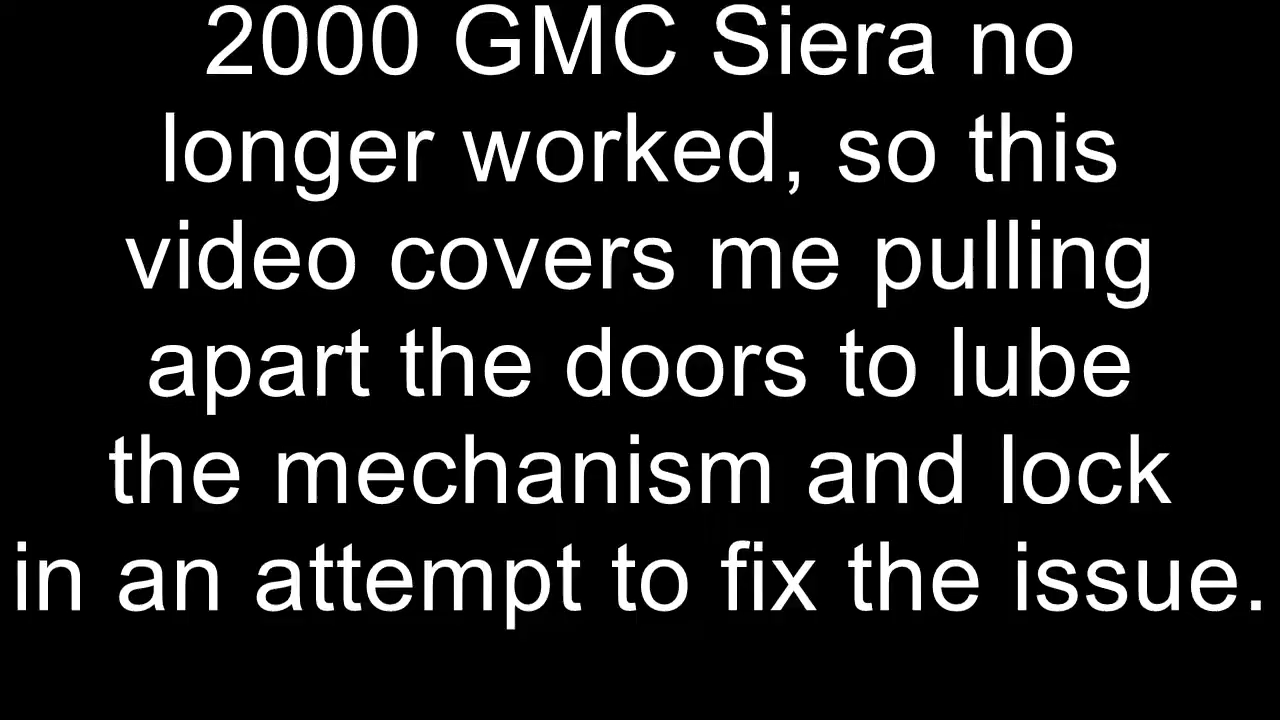 2000 GMC Siera no
longer worked, so this
video covers me pulling
apart the doors to lube
the mechanism and lock
in an attempt to fix the issue.